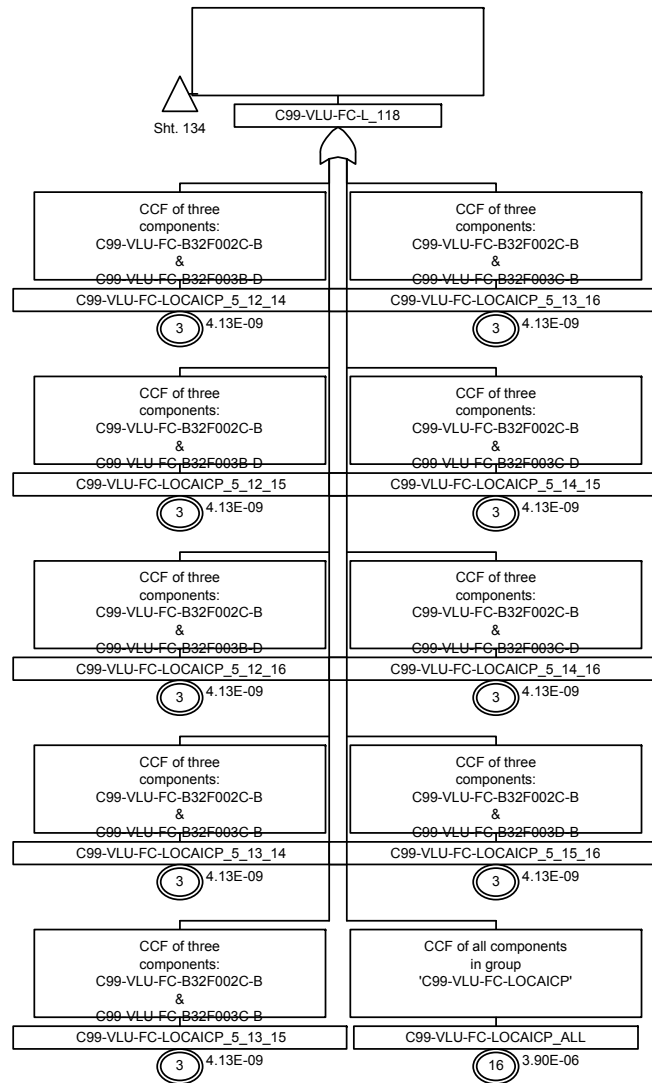 Sht. 134
C99-VLU-FC-L_118
CCF of three
components:
C99-VLU-FC-B32F002C-B
&
C99-VLU-FC-B32F003B-D
C99-VLU-FC-LOCAICP_5_12_14
3
4.13E-09
CCF of three
components:
C99-VLU-FC-B32F002C-B
&
C99-VLU-FC-B32F003C-B
C99-VLU-FC-LOCAICP_5_13_16
3
4.13E-09
CCF of three
components:
C99-VLU-FC-B32F002C-B
&
C99-VLU-FC-B32F003B-D
C99-VLU-FC-LOCAICP_5_12_15
3
4.13E-09
CCF of three
components:
C99-VLU-FC-B32F002C-B
&
C99-VLU-FC-B32F003C-D
C99-VLU-FC-LOCAICP_5_14_15
3
4.13E-09
CCF of three
components:
C99-VLU-FC-B32F002C-B
&
C99-VLU-FC-B32F003B-D
C99-VLU-FC-LOCAICP_5_12_16
3
4.13E-09
CCF of three
components:
C99-VLU-FC-B32F002C-B
&
C99-VLU-FC-B32F003C-D
C99-VLU-FC-LOCAICP_5_14_16
3
4.13E-09
CCF of three
components:
C99-VLU-FC-B32F002C-B
&
C99-VLU-FC-B32F003C-B
C99-VLU-FC-LOCAICP_5_13_14
3
4.13E-09
CCF of three
components:
C99-VLU-FC-B32F002C-B
&
C99-VLU-FC-B32F003D-B
C99-VLU-FC-LOCAICP_5_15_16
3
4.13E-09
CCF of three
components:
C99-VLU-FC-B32F002C-B
&
C99-VLU-FC-B32F003C-B
C99-VLU-FC-LOCAICP_5_13_15
3
4.13E-09
CCF of all components
in group
'C99-VLU-FC-LOCAICP'
C99-VLU-FC-LOCAICP_ALL
16
3.90E-06